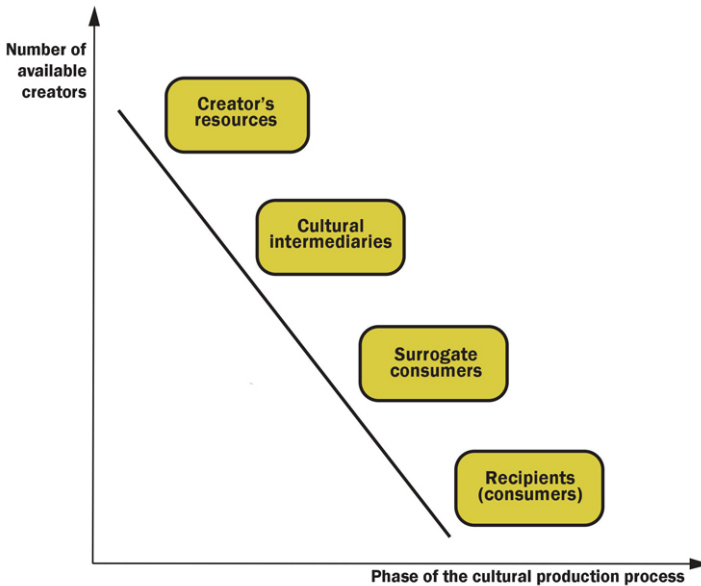 Number of
available
creators
Creator's
resources
Cultural
intermediaries
Surrogate
consumers
Recipients
(consumers)
Phase of the cultural production process